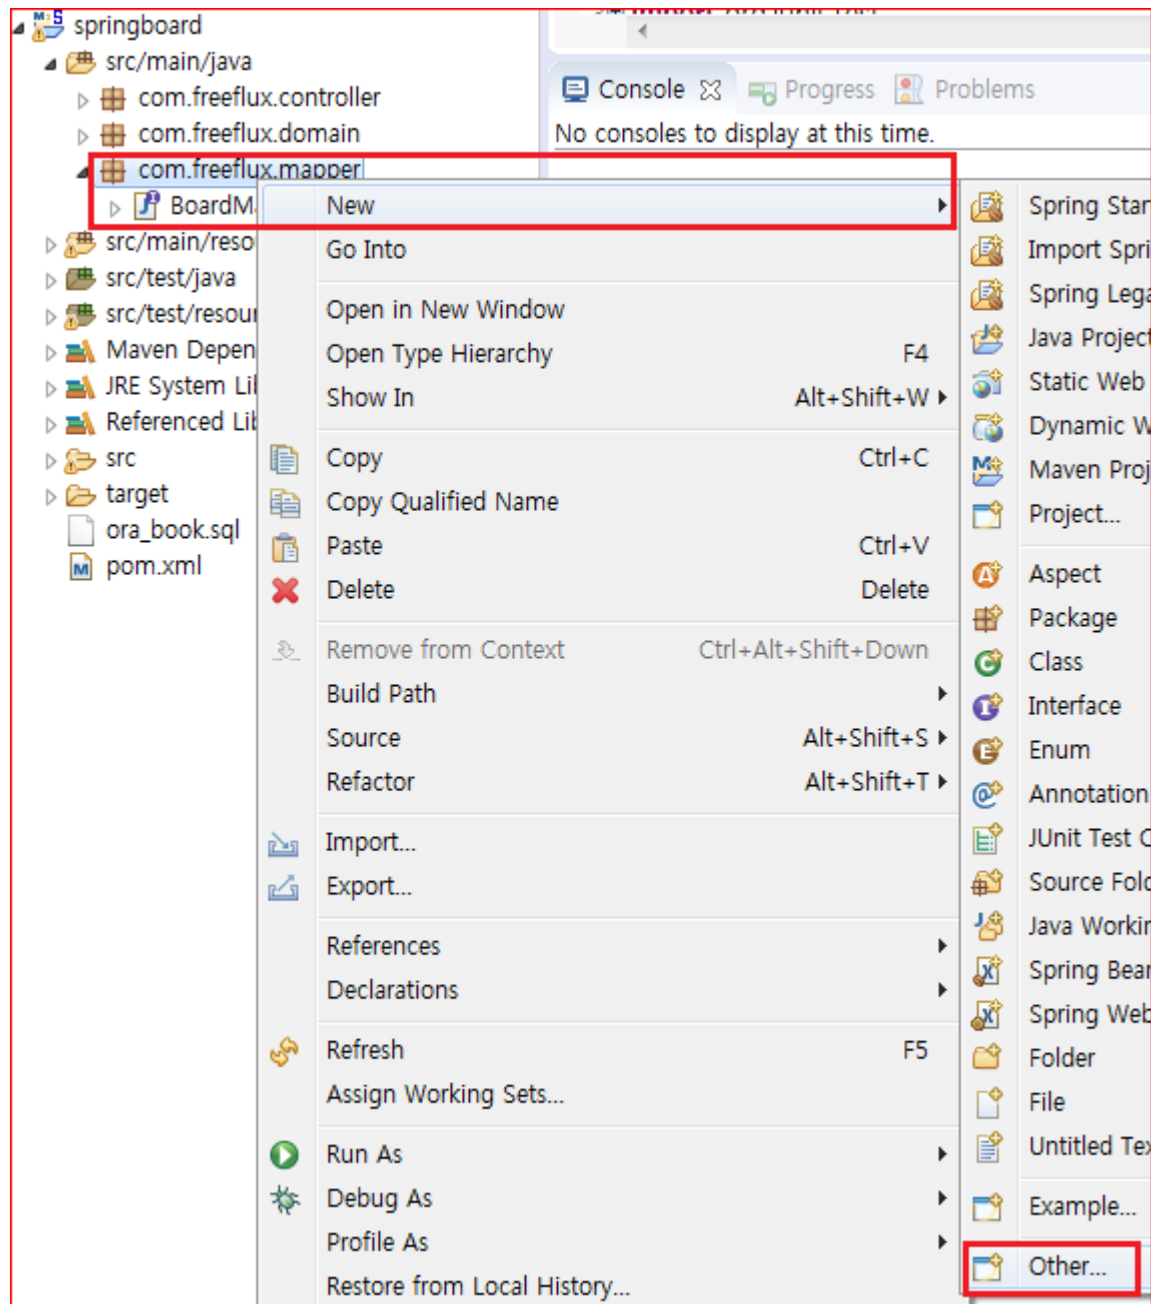 springboard
src/main/java
com.freeflux.controller
com.freeflux.domain
com.freeflux.mapper
BoardM
src/main/reso
src/test/java
src/test/resour
Maven Depen
JRE System Lil
Referenced Lib
src
target
ora_book.sql
pom.xml
Console Progress Problems
No consoles to display at this time.
New
Go Into
Open in New Window
Open Type Hierarchy F4
Show In Alt+Shift+W
Copy Ctrl+C
Copy Qualified Name
Paste Ctrl+V
Delete Delete
Remove from Context Ctrl+Alt+Shift+Down
Build Path
Source Alt+Shift+S
Refactor Alt+Shift+T
Import...
Export...
References
Declarations
Refresh F5
Assign Working Sets...
Run As
Debug As
Profile As
Restore from Local History...
Spring Star
Import Spri
Spring Lega
Java Project
Static Web
Dynamic W
Maven Proj
Project...
Aspect
Package
Class
Interface
Enum
Annotation
JUnit Test C
Source Fold
Java Workin
Spring Bean
Spring Web
Folder
File
Untitled Tex
Example...
Other...